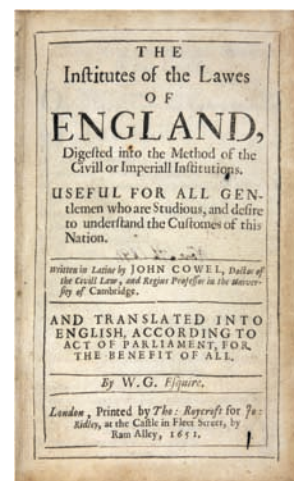 THE
Institutes of the Lawes
OF
ENGLAND,
Digested into the Method of the
Civill or Imperiall Institutions.
USEFUL FOR ALL GEN-
tlemen who are Studious, and desire
to understand the Customes of this
Nation.
Written in Latine by JOHN COWEL, Doctor of
the Civill Law, and Regius Professor in the Univer-
sity of Cambridge.
AND TRANSLATED INTO
ENGLISH, ACCORDING TO
ACT OF PARLIAMENT, FOR
THE BENEFIT OF ALL.
By W. G. Esquire.
London, Printed by Tho: Roycroft for Jo:
Ridley, at the Castle in Fleet Street, by
Ram Alley, 1651.